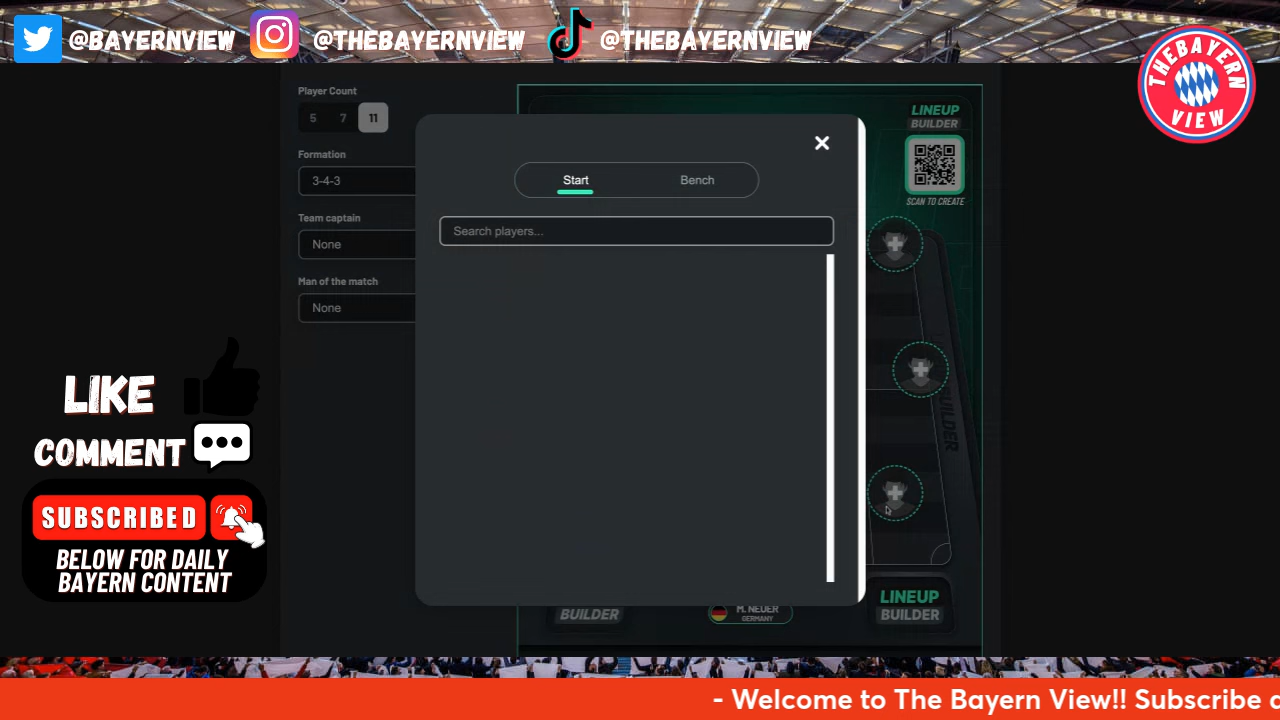 @BAYERNVIEW @THEBAYERNVIEW @THEBAYERNVIEW
THE BAYERN
VIEW
Player Count
5 7 11
Formation
3-4-3
Team captain
None
Man of the match
None
Start Bench
Search players...
LINEUP
BUILDER
SCAN TO CREATE
BUILDER
LIKE
COMMENT
SUBSCRIBED
BELOW FOR DAILY
BAYERN CONTENT
BUILDER
M. NEUER
GERMANY
LINEUP
BUILDER
- Welcome to The Bayern View!! Subscribe